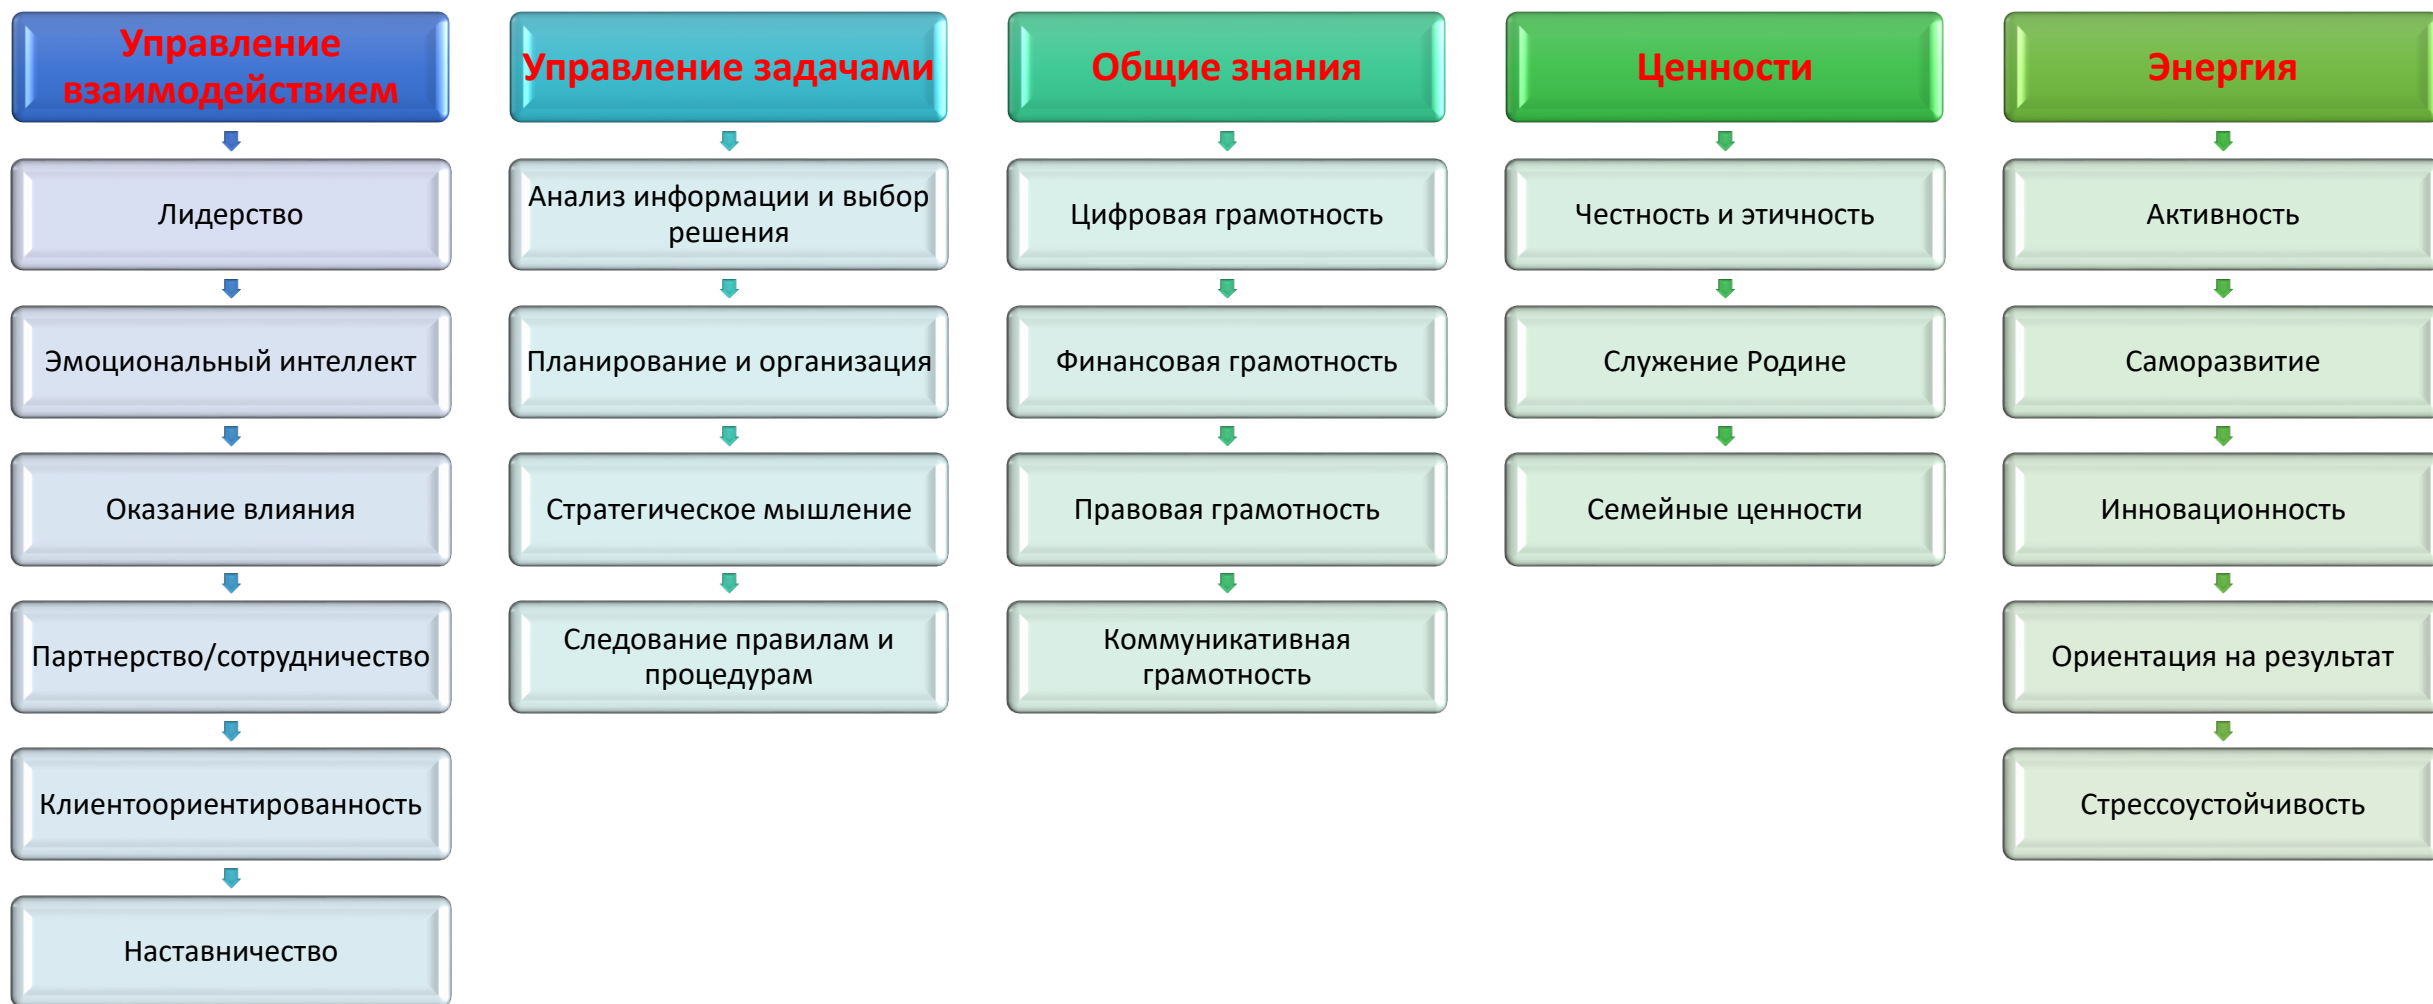 Управление
взаимодействием
Лидерство
Эмоциональный интеллект
Оказание влияния
Партнерство/сотрудничество
Клиентоориентированность
Наставничество
Управление задачами
Анализ информации и выбор
решения
Планирование и организация
Стратегическое мышление
Следование правилам и
процедурам
Общие знания
Цифровая грамотность
Финансовая грамотность
Правовая грамотность
Коммуникативная
грамотность
Ценности
Честность и этичность
Служение Родине
Семейные ценности
Энергия
Активность
Саморазвитие
Инновационность
Ориентация на результат
Стрессоустойчивость